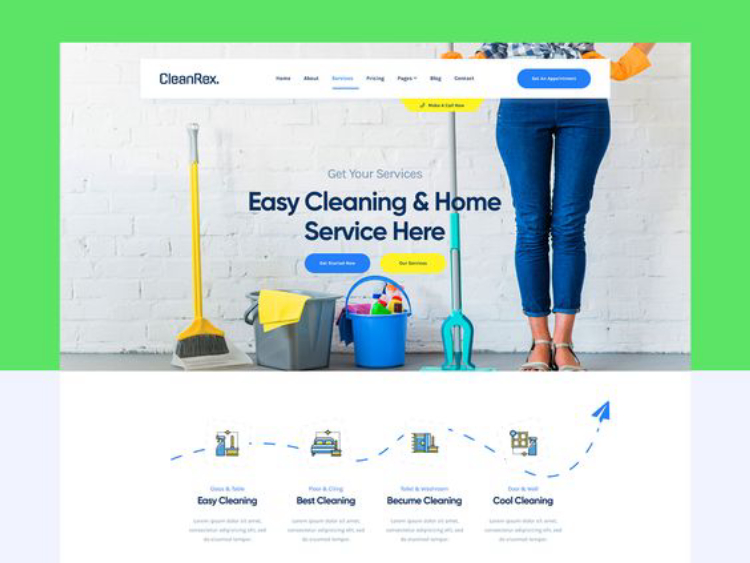 CleanRex.
Home About Services Pricing Pages Blog Contact
Get An Appointment
Make A Call Now
Get Your Services
Easy Cleaning & Home
Service Here
Get Started Now
Our Services
Glass & Table
Easy Cleaning
Lorem ipsum dolor sit amet,
consectetur adipiscing elit, sed
do eiusmod tempor.
Best Cleaning
Lorem ipsum dolor sit amet,
consectetur adipiscing elit, sed
do eiusmod tempor.
Toilet & Washroom
Becume Cleaning
Lorem ipsum dolor sit amet,
consectetur adipiscing elit, sed
do eiusmod tempor.
& Wall
Cool Cleaning
Lorem ipsum dolor sit amet,
consectetur adipiscing elit, sed
do eiusmod tempor.